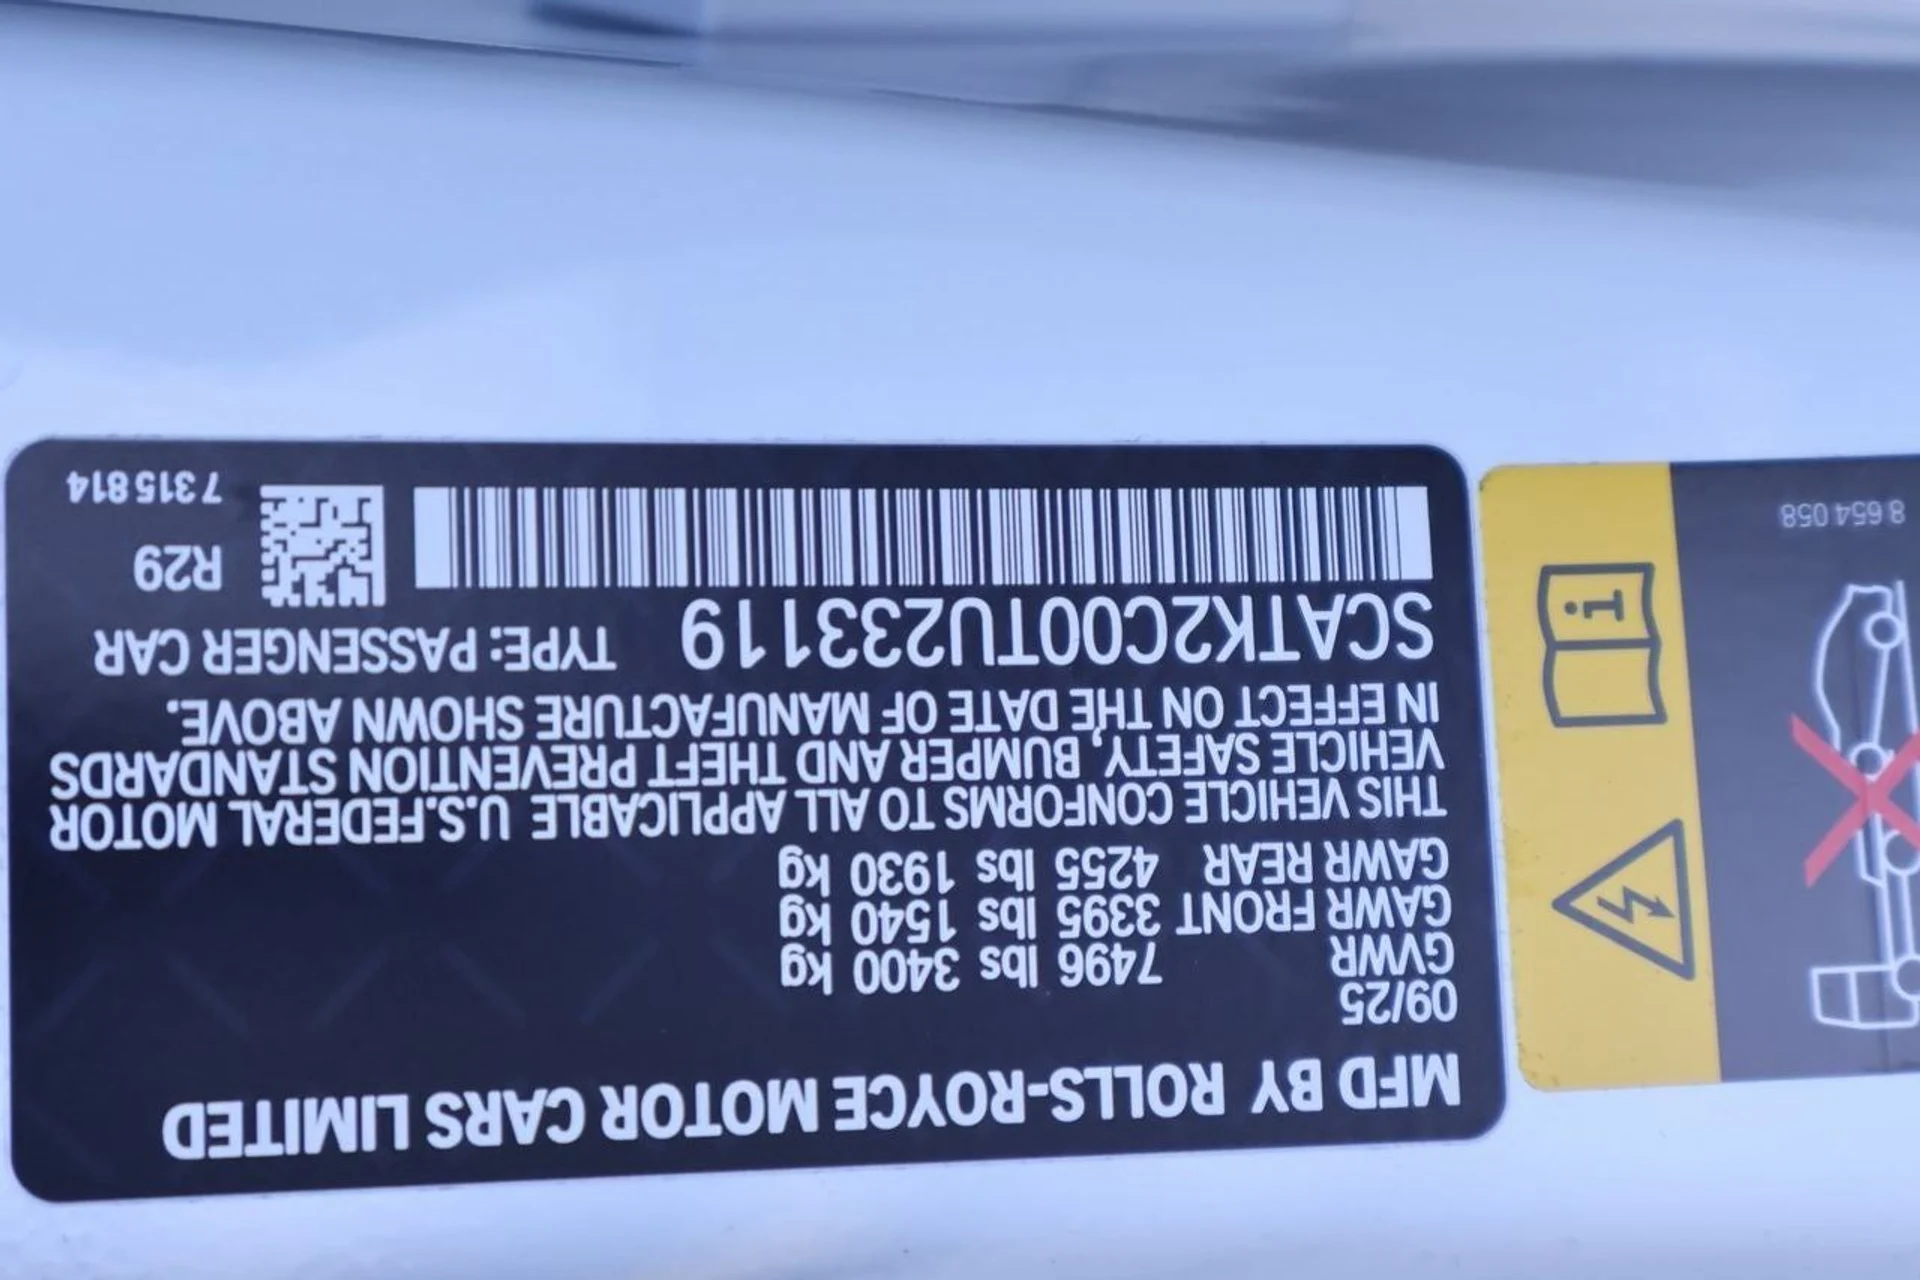 MFD BY ROLLS-ROYCE MOTOR CARS LIMITED
09/25
GVWR 7496 lbs 3400 kg
GAWR FRONT 3395 lbs 1540 kg
GAWR REAR 4255 lbs 1930 kg
THIS VEHICLE CONFORMS TO ALL APPLICABLE U.S.FEDERAL MOTOR
VEHICLE SAFETY, BUMPER AND THEFT PREVENTION STANDARDS
IN EFFECT ON THE DATE OF MANUFACTURE SHOWN ABOVE.
SCATK2C00TU233119 TYPE: PASSENGER CAR
R29
7315814
i
8 654 058